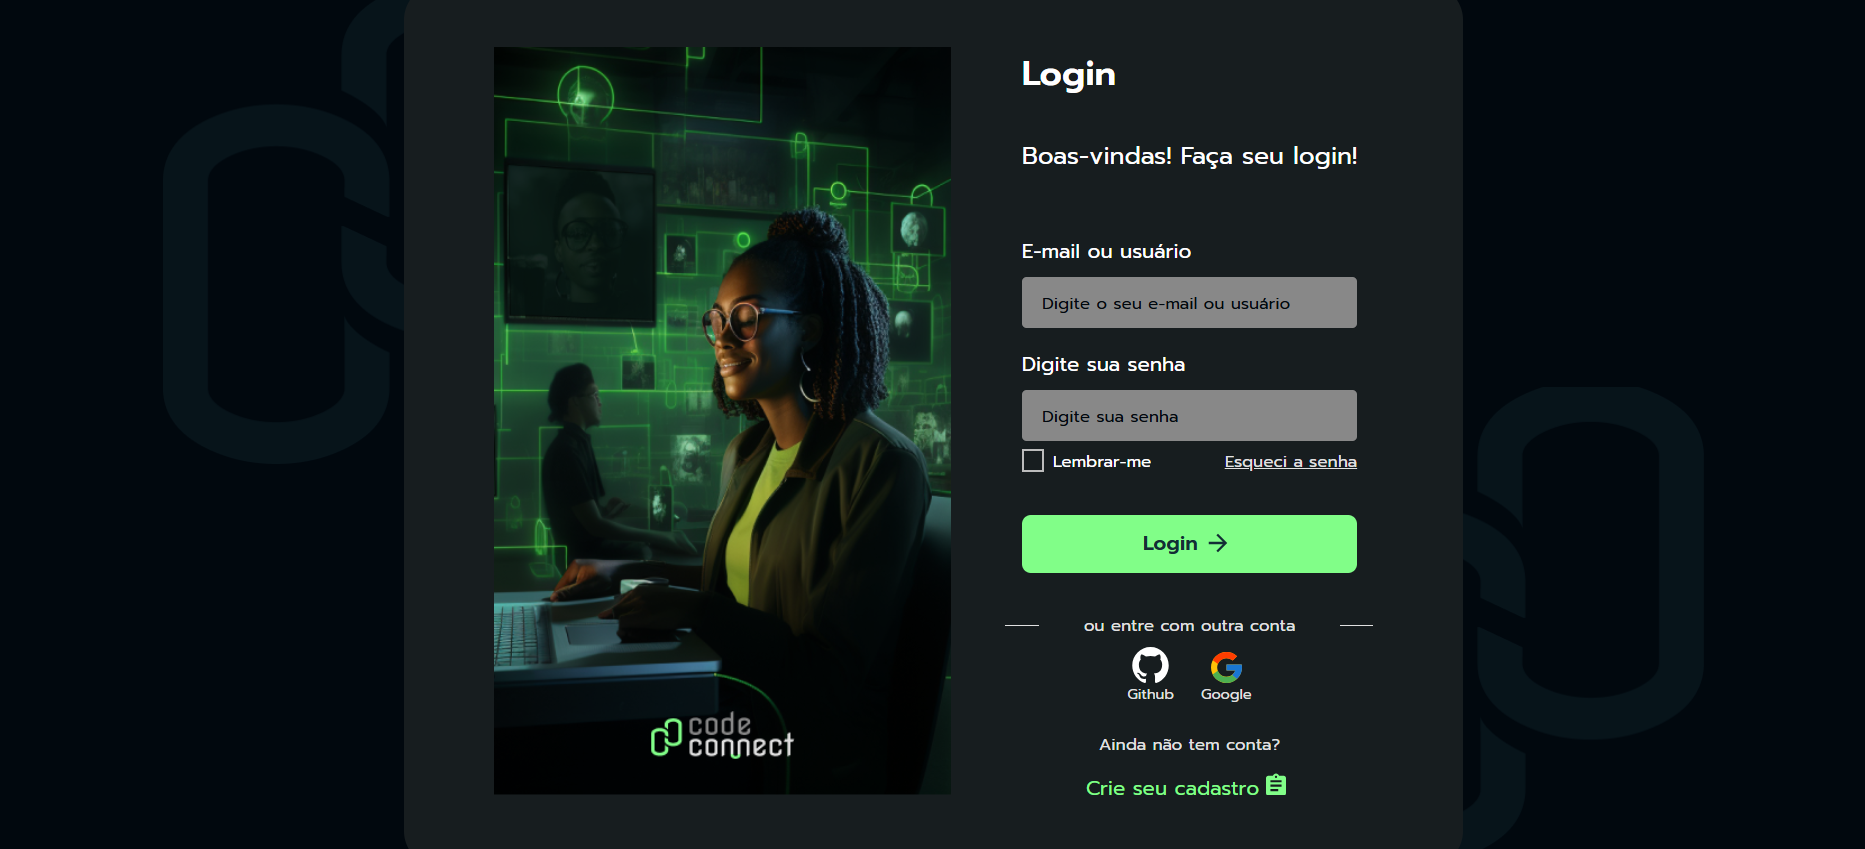 Login
Boas-vindas! Faça seu login!
E-mail ou usuário
Digite o seu e-mail ou usuário
Digite sua senha
Digite sua senha
Lembrar-me
Esqueci a senha
Login
ou entre com outra conta
Github
Google
Ainda não tem conta?
Crie seu cadastro
code
connect